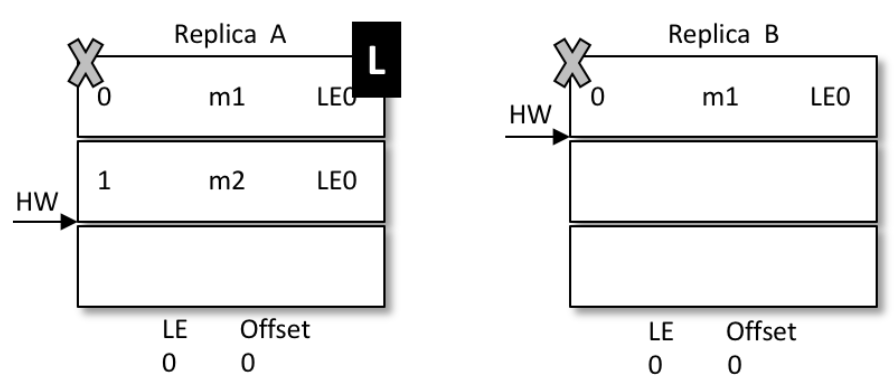 Replica A
L
0 m1 LE0
1 m2 LE0
HW
LE Offset
0 0
Replica B
0 m1 LE0
HW
LE Offset
0 0